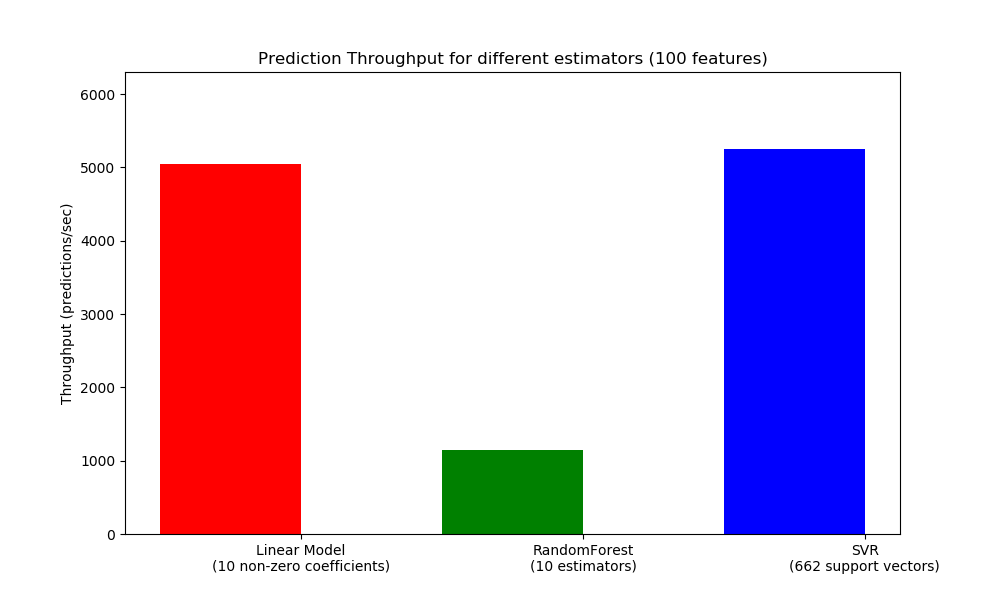 Prediction Throughput for different estimators (100 features)
Throughput (predictions/sec)
6000
5000
4000
3000
2000
1000
0
Linear Model
(10 non-zero coefficients)
RandomForest
(10 estimators)
SVR
(662 support vectors)